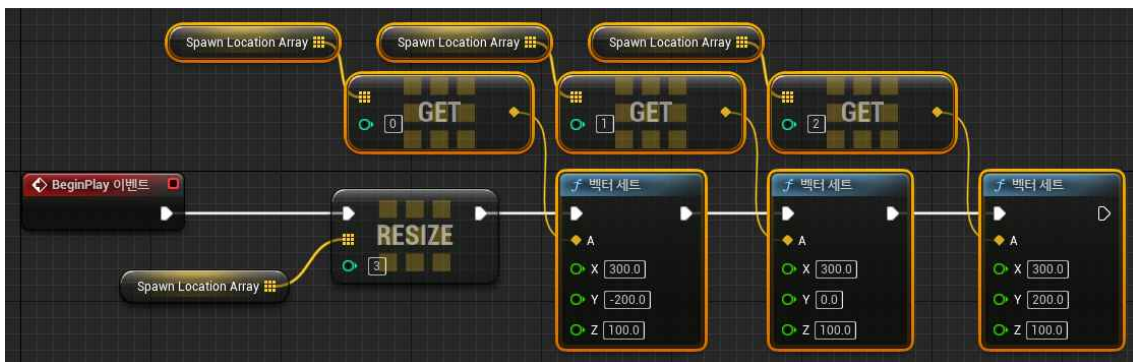 Spawn Location Array
Spawn Location Array
Spawn Location Array
GET
0
GET
1
GET
2
BeginPlay 이벤트
RESIZE
3
Spawn Location Array
f 벡터 세트
A
X 300.0
Y -200.0
Z 100.0
f 벡터 세트
A
X 300.0
Y 0.0
Z 100.0
f 벡터 세트
A
X 300.0
Y 200.0
Z 100.0